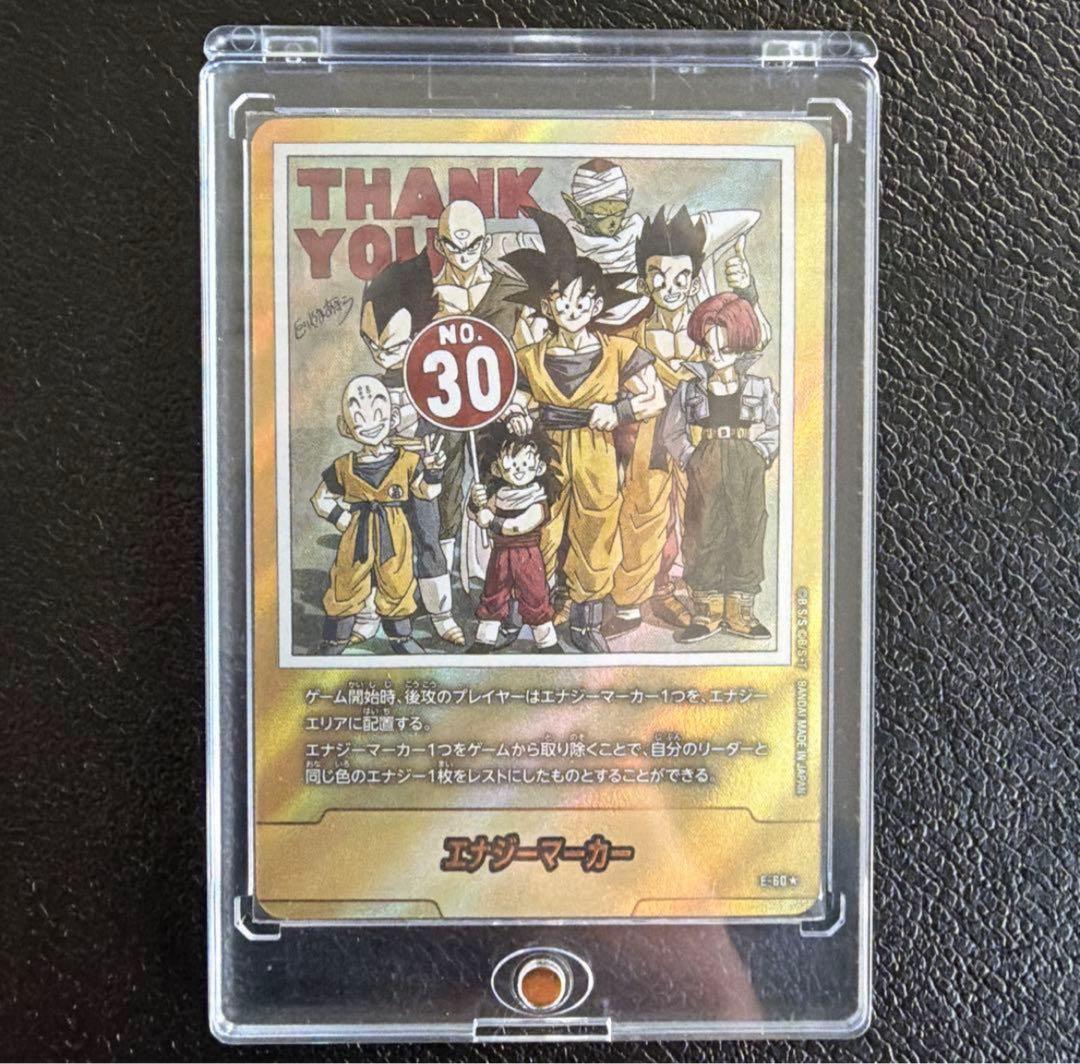 THANK
YOU
NO.
30
ゲーム開始時、後攻のプレイヤーはエナジーマーカー1つを、エナジー
エリアに配置する。
エナジーマーカー1つをゲームから取り除くことで、自分のリーダーと
同じ色のエナジー1枚をレストにしたものとすることができる。
エナジーマーカー
E-60★
©B.S/S ©B/S・T BANDAI MADE IN JAPAN